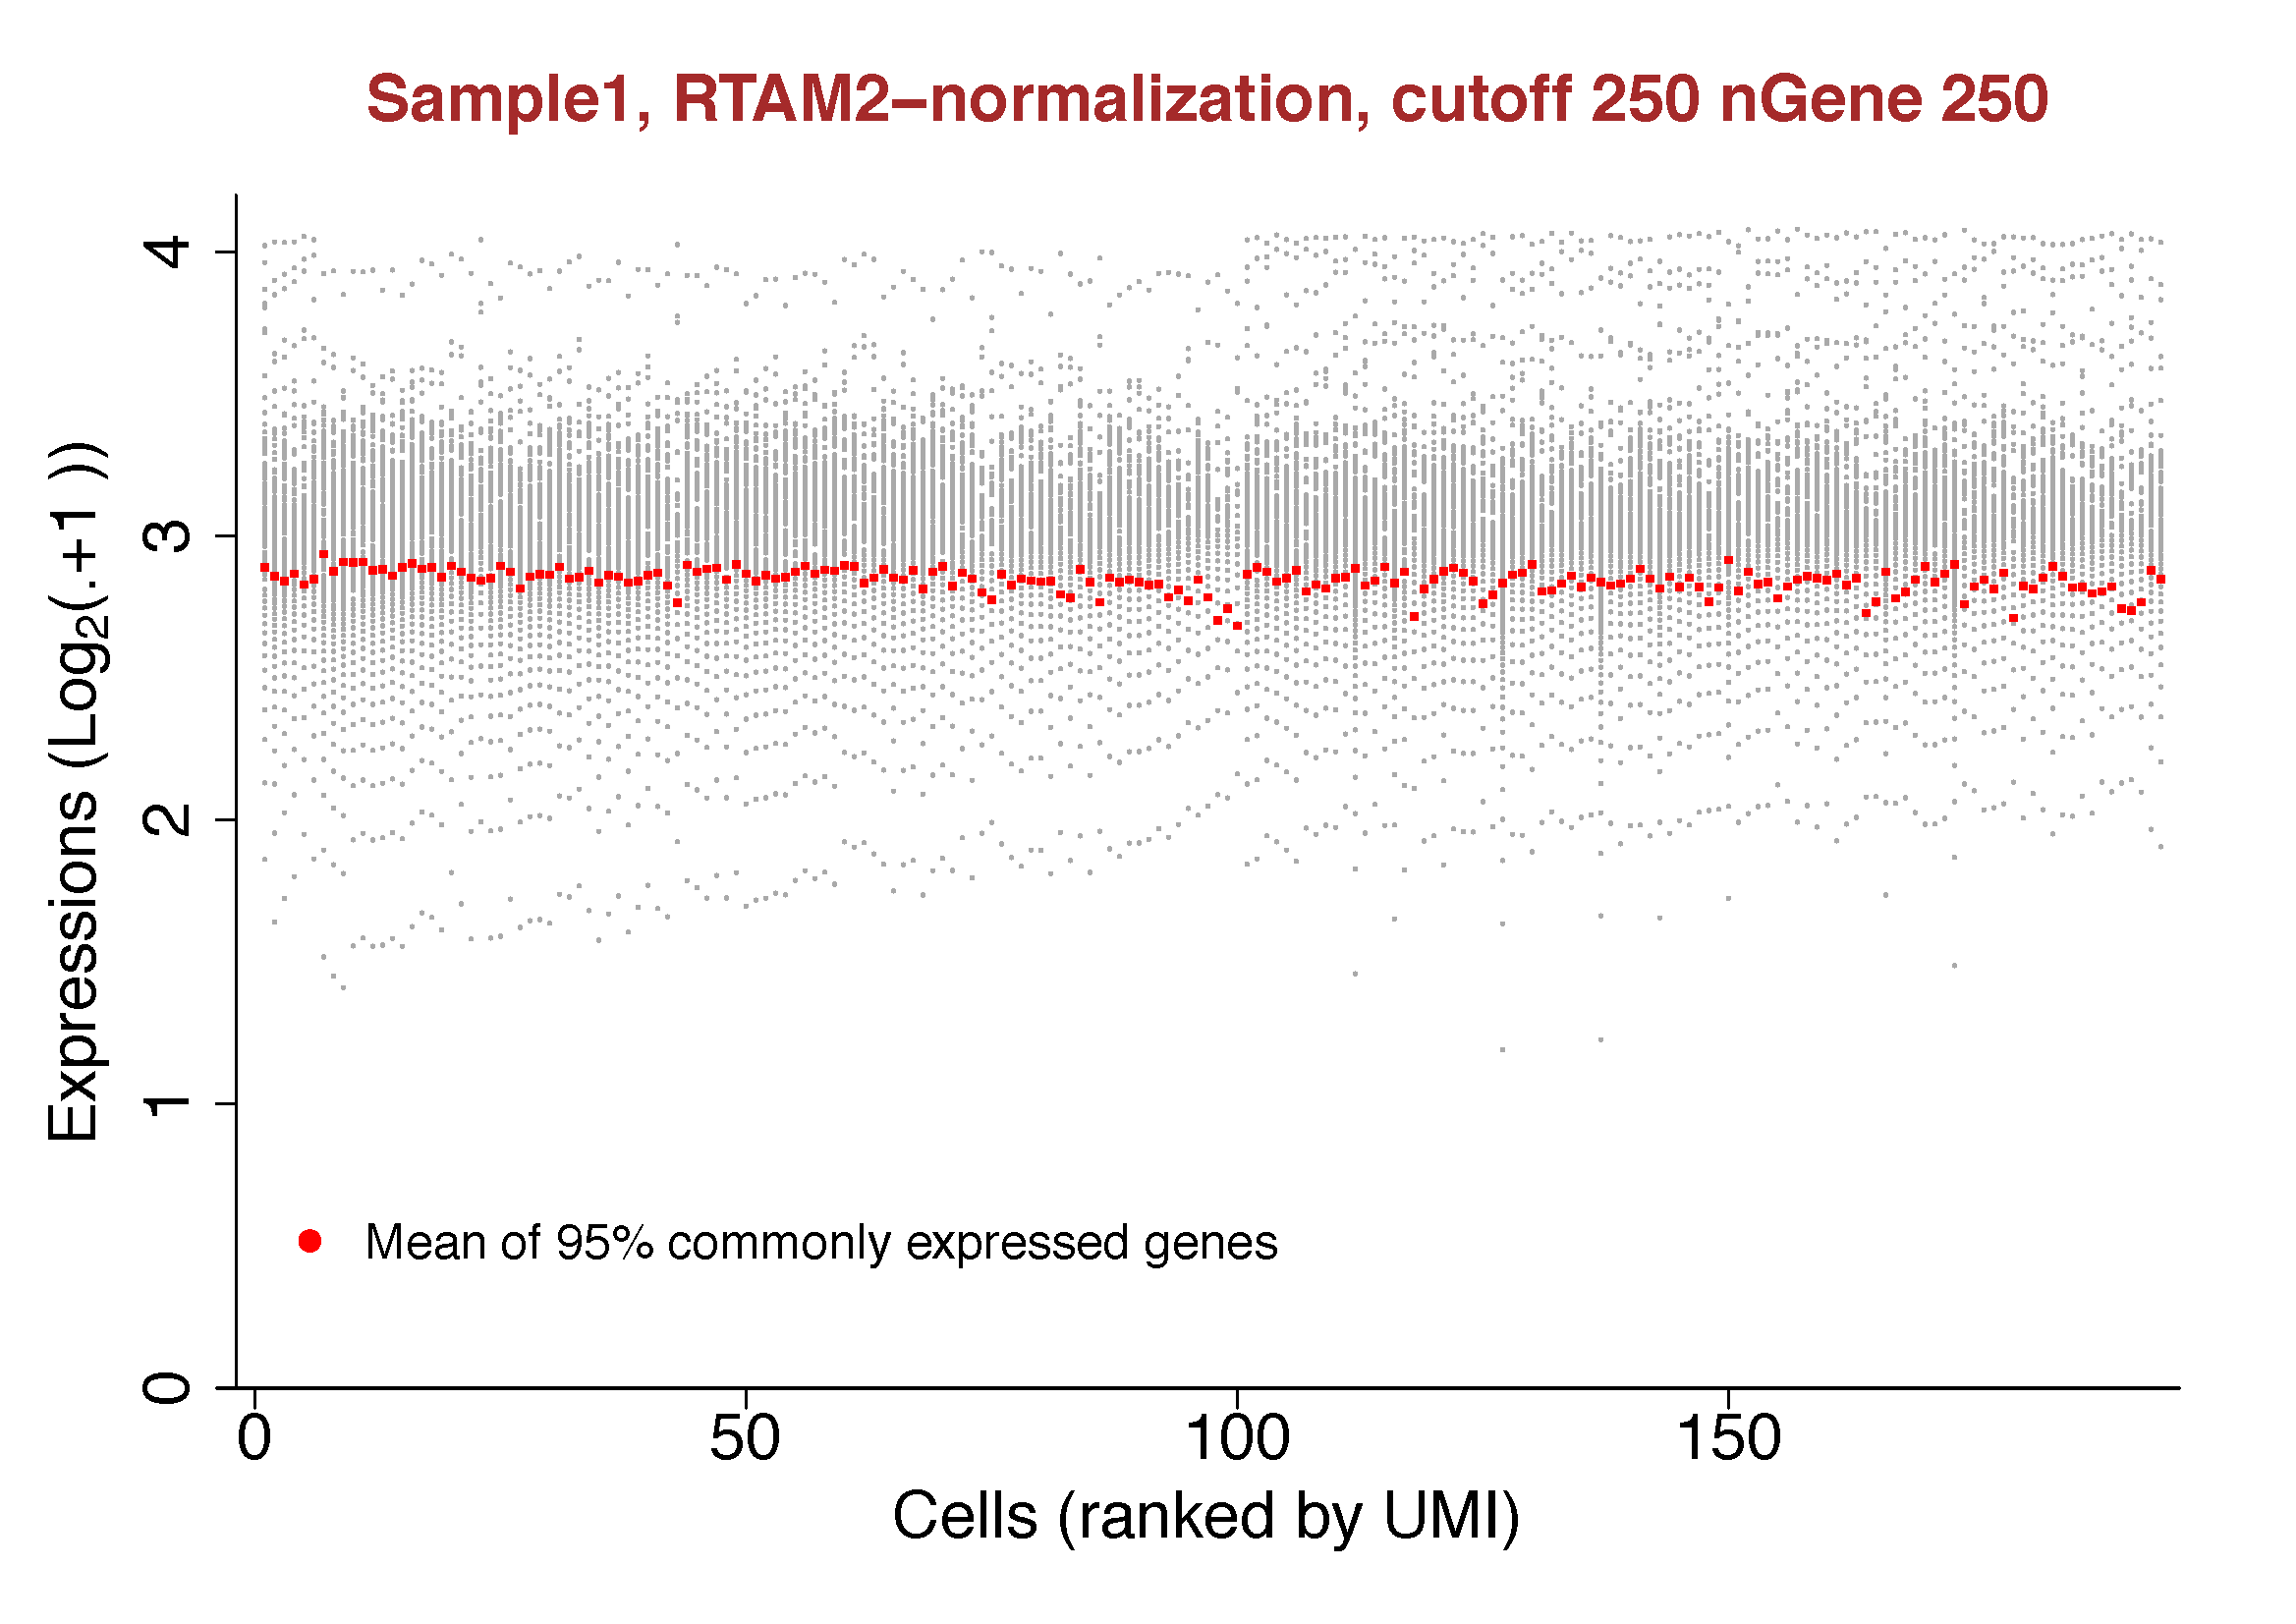 Sample1, RTAM2−normalization, cutoff 250 nGene 250
Expressions (Log₂(.+1 ))
4
3
2
1
0
Mean of 95% commonly expressed genes
0 50 100 150
Cells (ranked by UMI)